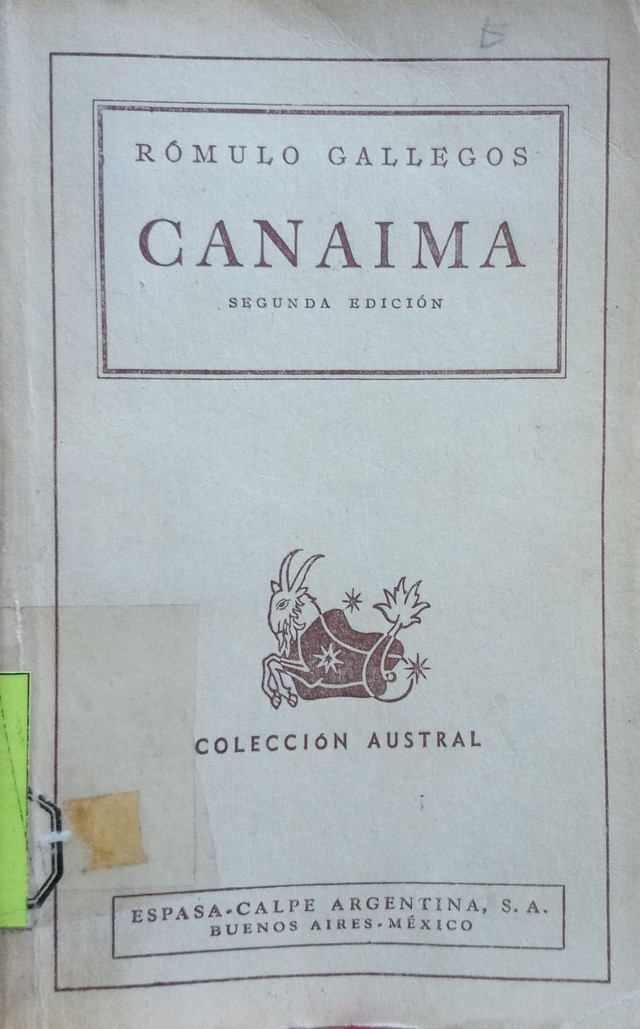 RÓMULO GALLEGOS
CANAIMA
SEGUNDA EDICIÓN
COLECCIÓN AUSTRAL
ESPASA-CALPE ARGENTINA, S. A.
BUENOS AIRES-MÉXICO